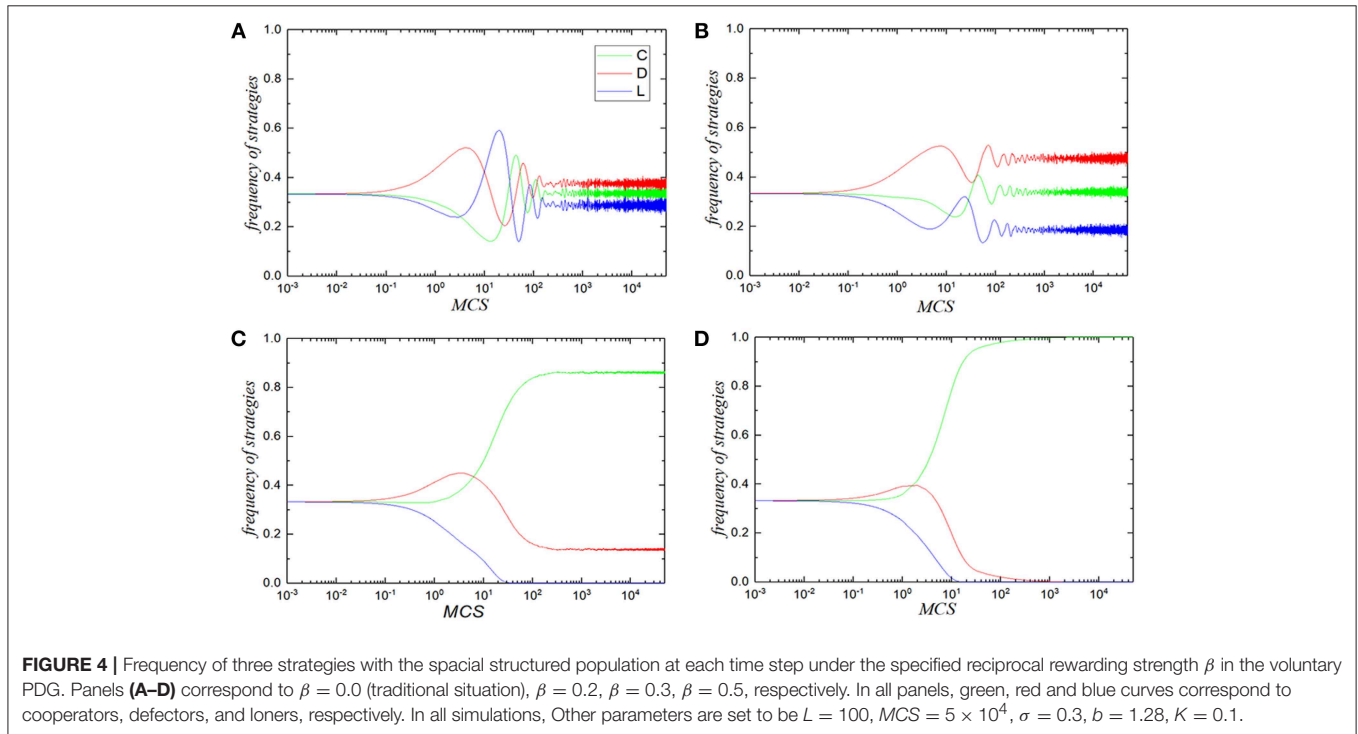 A
1.0
0.8
0.6
0.4
0.2
0.0
frequency of strategies
10⁻³ 10⁻² 10⁻¹ 10⁰ 10¹ 10² 10³ 10⁴
MCS
C
D
L
B
1.0
0.8
0.6
0.4
0.2
0.0
frequency of strategies
10⁻³ 10⁻² 10⁻¹ 10⁰ 10¹ 10² 10³ 10⁴
MCS
C
1.0
0.8
0.6
0.4
0.2
0.0
frequency of strategies
10⁻³ 10⁻² 10⁻¹ 10⁰ 10¹ 10² 10³ 10⁴
MCS
D
1.0
0.8
0.6
0.4
0.2
0.0
frequency of strategies
10⁻³ 10⁻² 10⁻¹ 10⁰ 10¹ 10² 10³ 10⁴
MCS
FIGURE 4 | Frequency of three strategies with the spacial structured population at each time step under the specified reciprocal rewarding strength β in the voluntary
PDG. Panels (A–D) correspond to β = 0.0 (traditional situation), β = 0.2, β = 0.3, β = 0.5, respectively. In all panels, green, red and blue curves correspond to
cooperators, defectors, and loners, respectively. In all simulations, Other parameters are set to be L = 100, MCS = 5 × 10⁴, σ = 0.3, b = 1.28, K = 0.1.